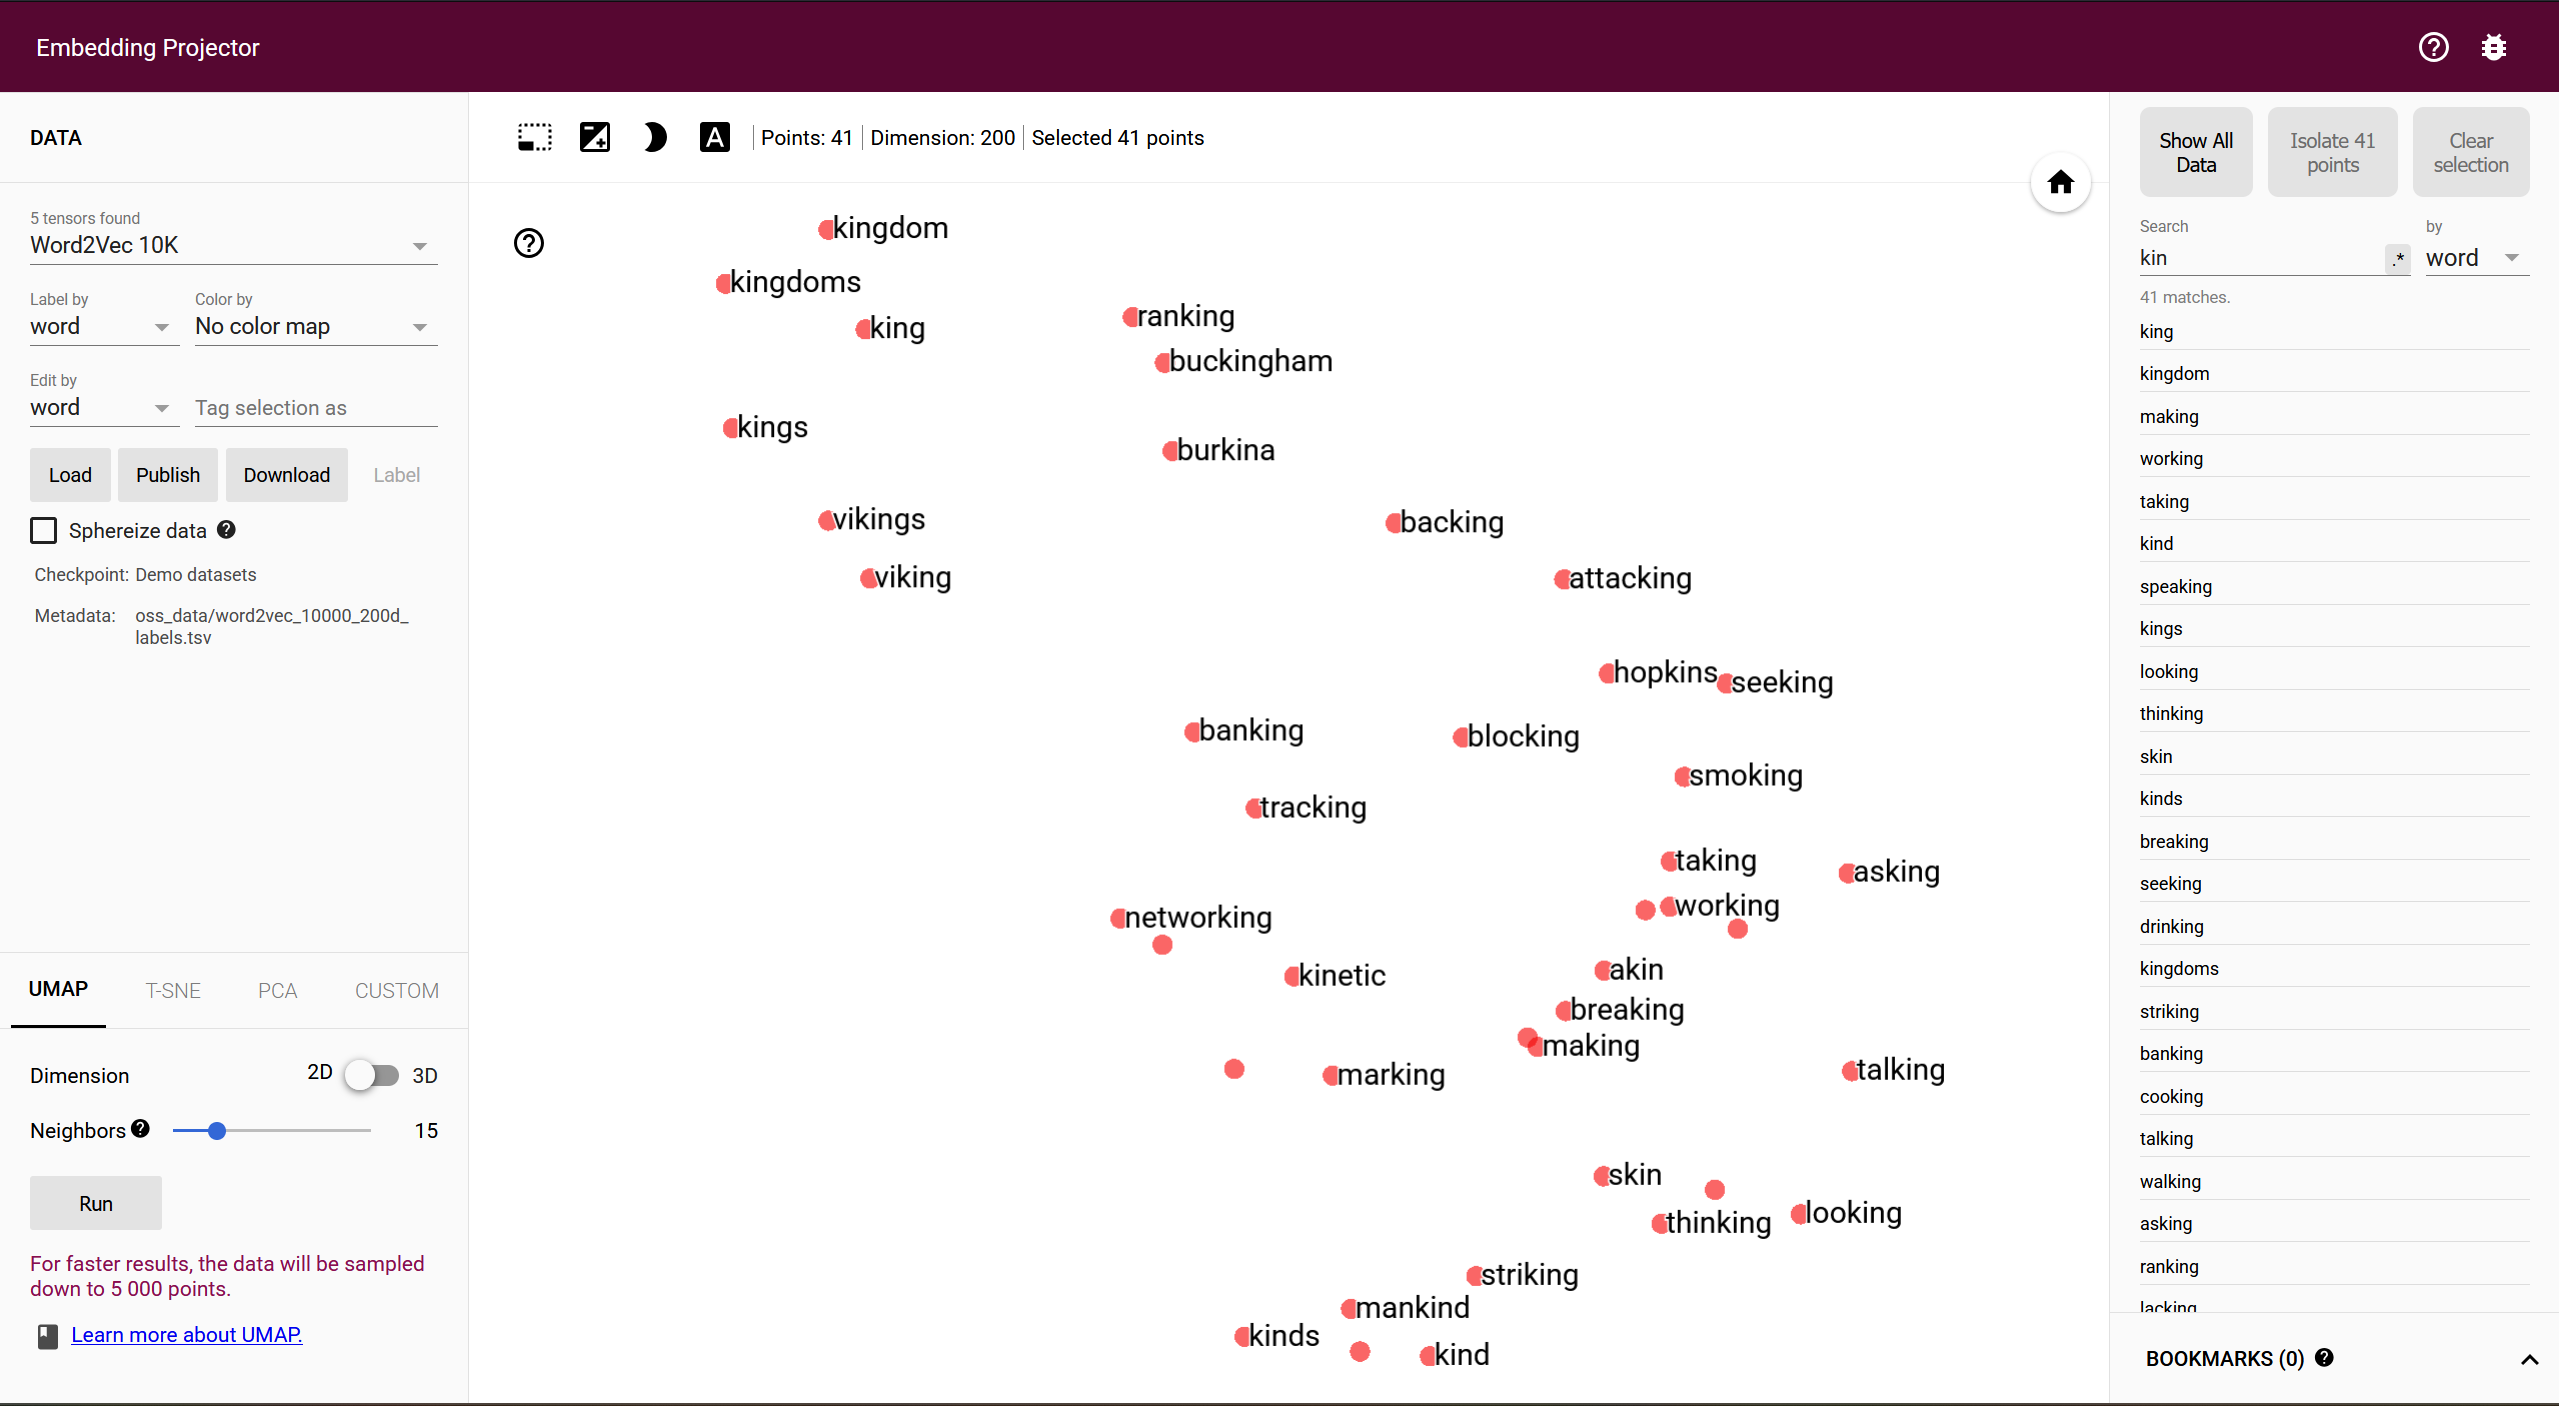 Embedding Projector
DATA
5 tensors found
Word2Vec 10K
Label by
word
Color by
No color map
Edit by
word
Tag selection as
Load
Publish
Download
Label
Sphereize data
Checkpoint: Demo datasets
Metadata: oss_data/word2vec_10000_200d_
labels.tsv
UMAP
T-SNE
PCA
CUSTOM
Dimension
2D
3D
Neighbors
15
Run
For faster results, the data will be sampled
down to 5 000 points.
Learn more about UMAP.
A
Points: 41
Dimension: 200
Selected 41 points
kingdom
kingdoms
king
ranking
buckingham
kings
burkina
vikings
backing
viking
attacking
hopkins
seeking
banking
blocking
smoking
tracking
taking
asking
working
networking
akin
kinetic
breaking
making
marking
talking
skin
looking
thinking
striking
mankind
kinds
kind
Show All
Data
Isolate 41
points
Clear
selection
Search
kin
.*
by
word
41 matches.
king
kingdom
making
working
taking
kind
speaking
kings
looking
thinking
skin
kinds
breaking
seeking
drinking
kingdoms
striking
banking
cooking
talking
walking
asking
ranking
lacking
BOOKMARKS (0)